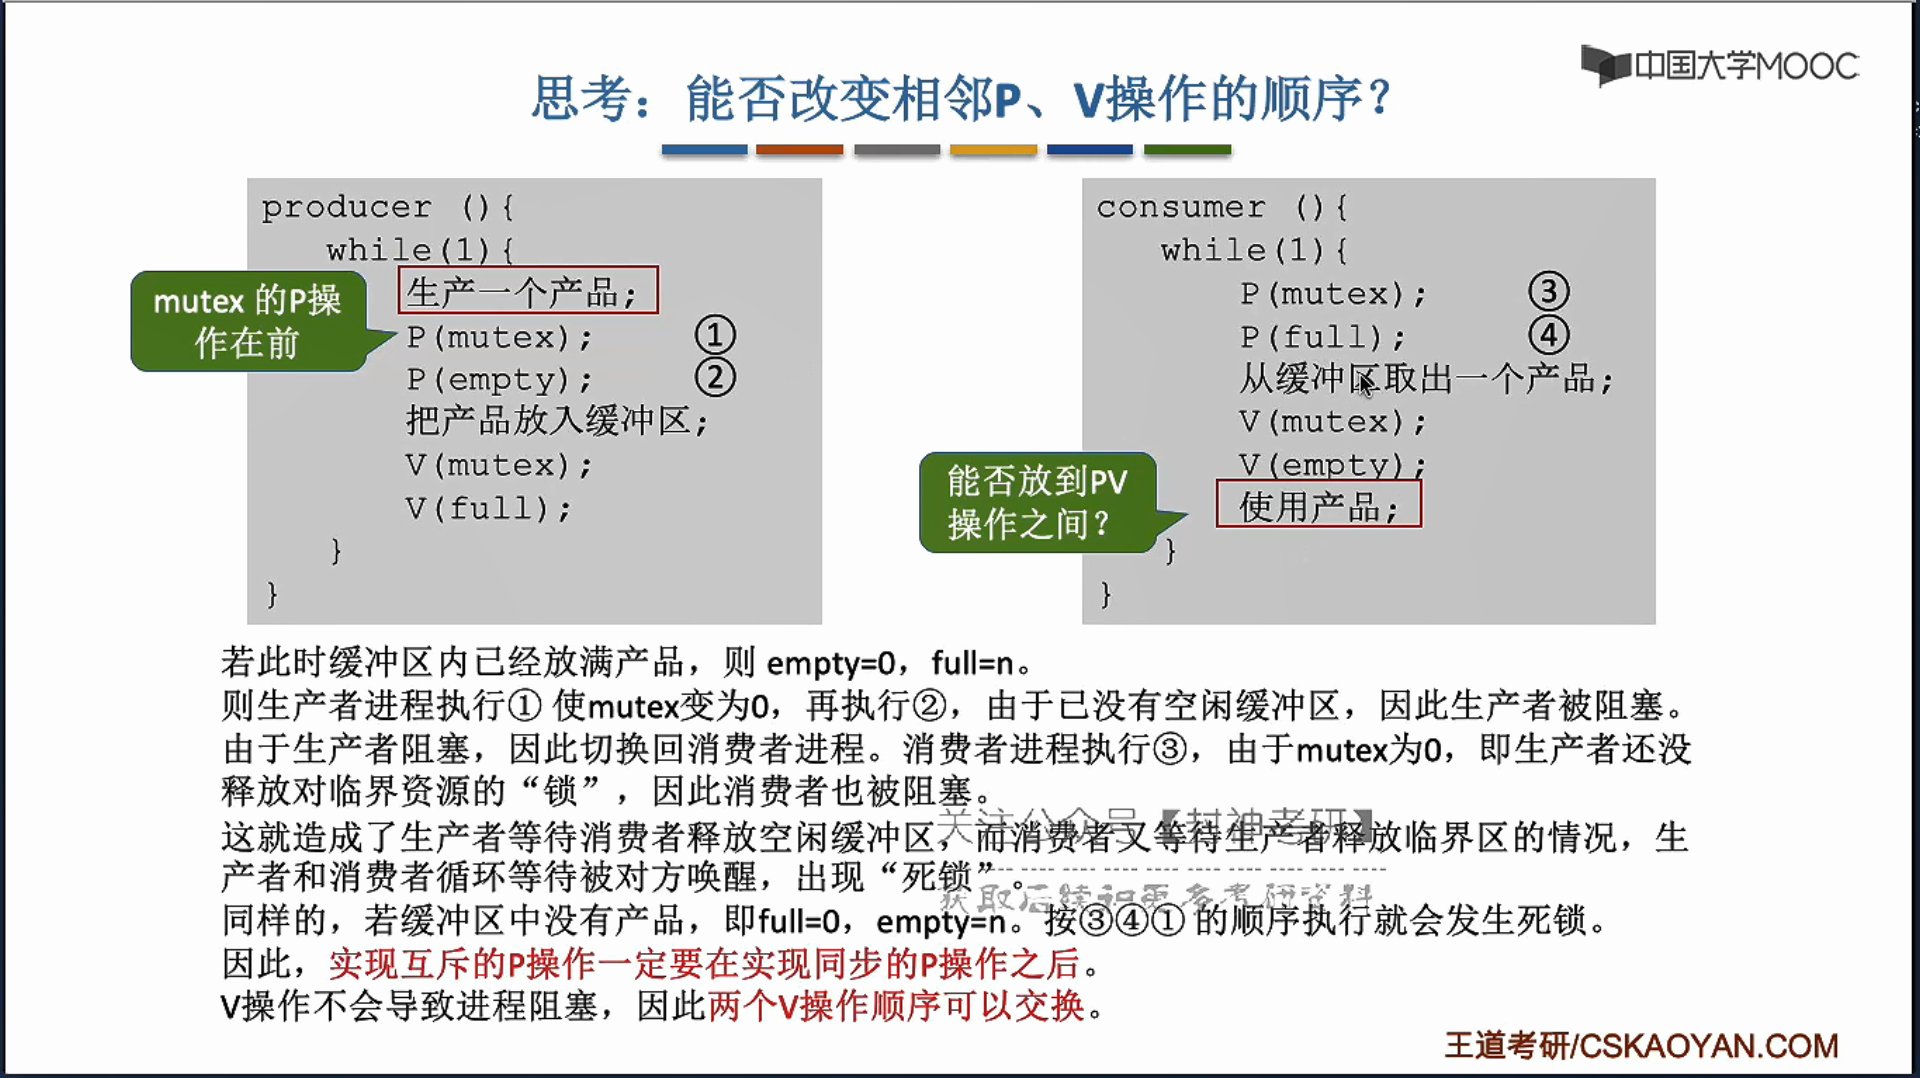 中国大学MOOC
思考：能否改变相邻P、V操作的顺序？
producer (){
while(1){
生产一个产品;
P(mutex); ①
P(empty); ②
把产品放入缓冲区;
V(mutex);
V(full);
}
}
mutex 的P操
作在前
consumer (){
while(1){
P(mutex); ③
P(full); ④
从缓冲区取出一个产品;
V(mutex);
V(empty);
使用产品;
}
}
能否放到PV
操作之间？
若此时缓冲区内已经放满产品，则 empty=0，full=n。
则生产者进程执行① 使mutex变为0，再执行②，由于已没有空闲缓冲区，因此生产者被阻塞。
由于生产者阻塞，因此切换回消费者进程。消费者进程执行③，由于mutex为0，即生产者还没
释放对临界资源的“锁”，因此消费者也被阻塞。
这就造成了生产者等待消费者释放空闲缓冲区，而消费者又等待生产者释放临界区的情况，生
产者和消费者循环等待被对方唤醒，出现“死锁”。
同样的，若缓冲区中没有产品，即full=0，empty=n。按③④① 的顺序执行就会发生死锁。
因此，实现互斥的P操作一定要在实现同步的P操作之后。
V操作不会导致进程阻塞，因此两个V操作顺序可以交换。
关注公众号【封神考研】
获取后续和更多考研资料
王道考研/CSKAOYAN.COM